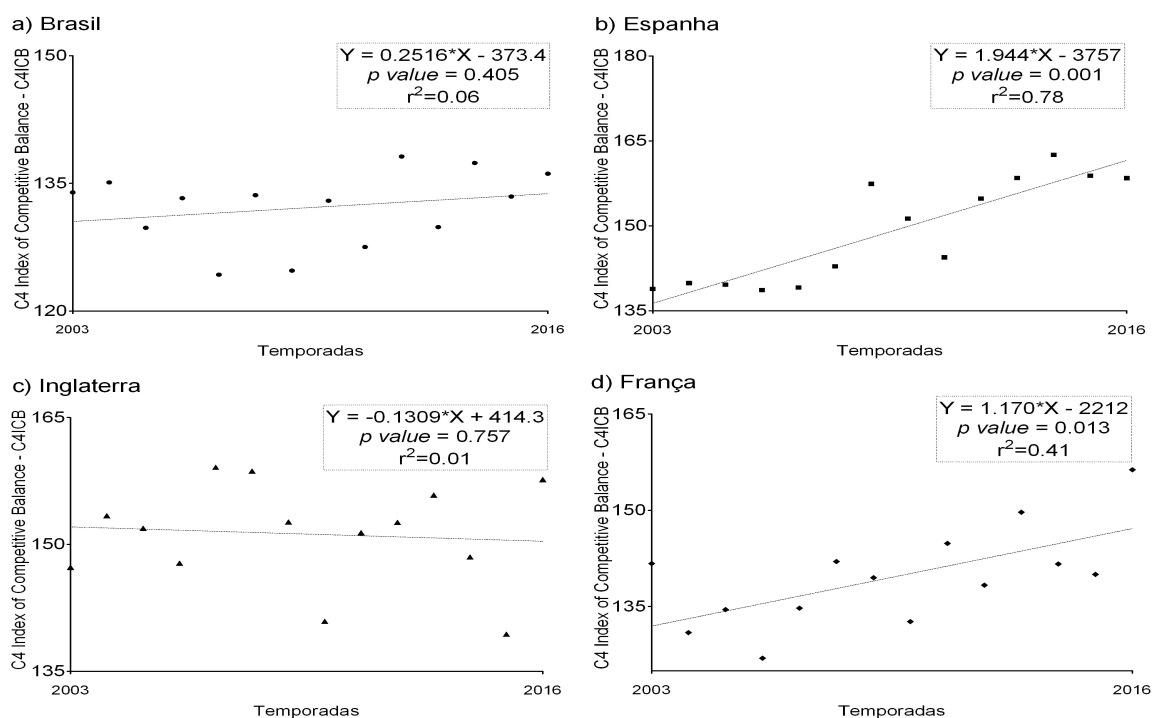 a) Brasil
C4 Index of Competitive Balance - C4ICB
150
135
120
Y = 0.2516*X - 373.4
p value = 0.405
r²=0.06
2003
2016
Temporadas
b) Espanha
C4 Index of Competitive Balance - C4ICB
180
165
150
135
Y = 1.944*X - 3757
p value = 0.001
r²=0.78
2003
2016
Temporadas
c) Inglaterra
C4 Index of Competitive Balance - C4ICB
165
150
135
Y = -0.1309*X + 414.3
p value = 0.757
r²=0.01
2003
2016
Temporadas
d) França
C4 Index of Competitive Balance - C4ICB
165
150
135
Y = 1.170*X - 2212
p value = 0.013
r²=0.41
2003
2016
Temporadas